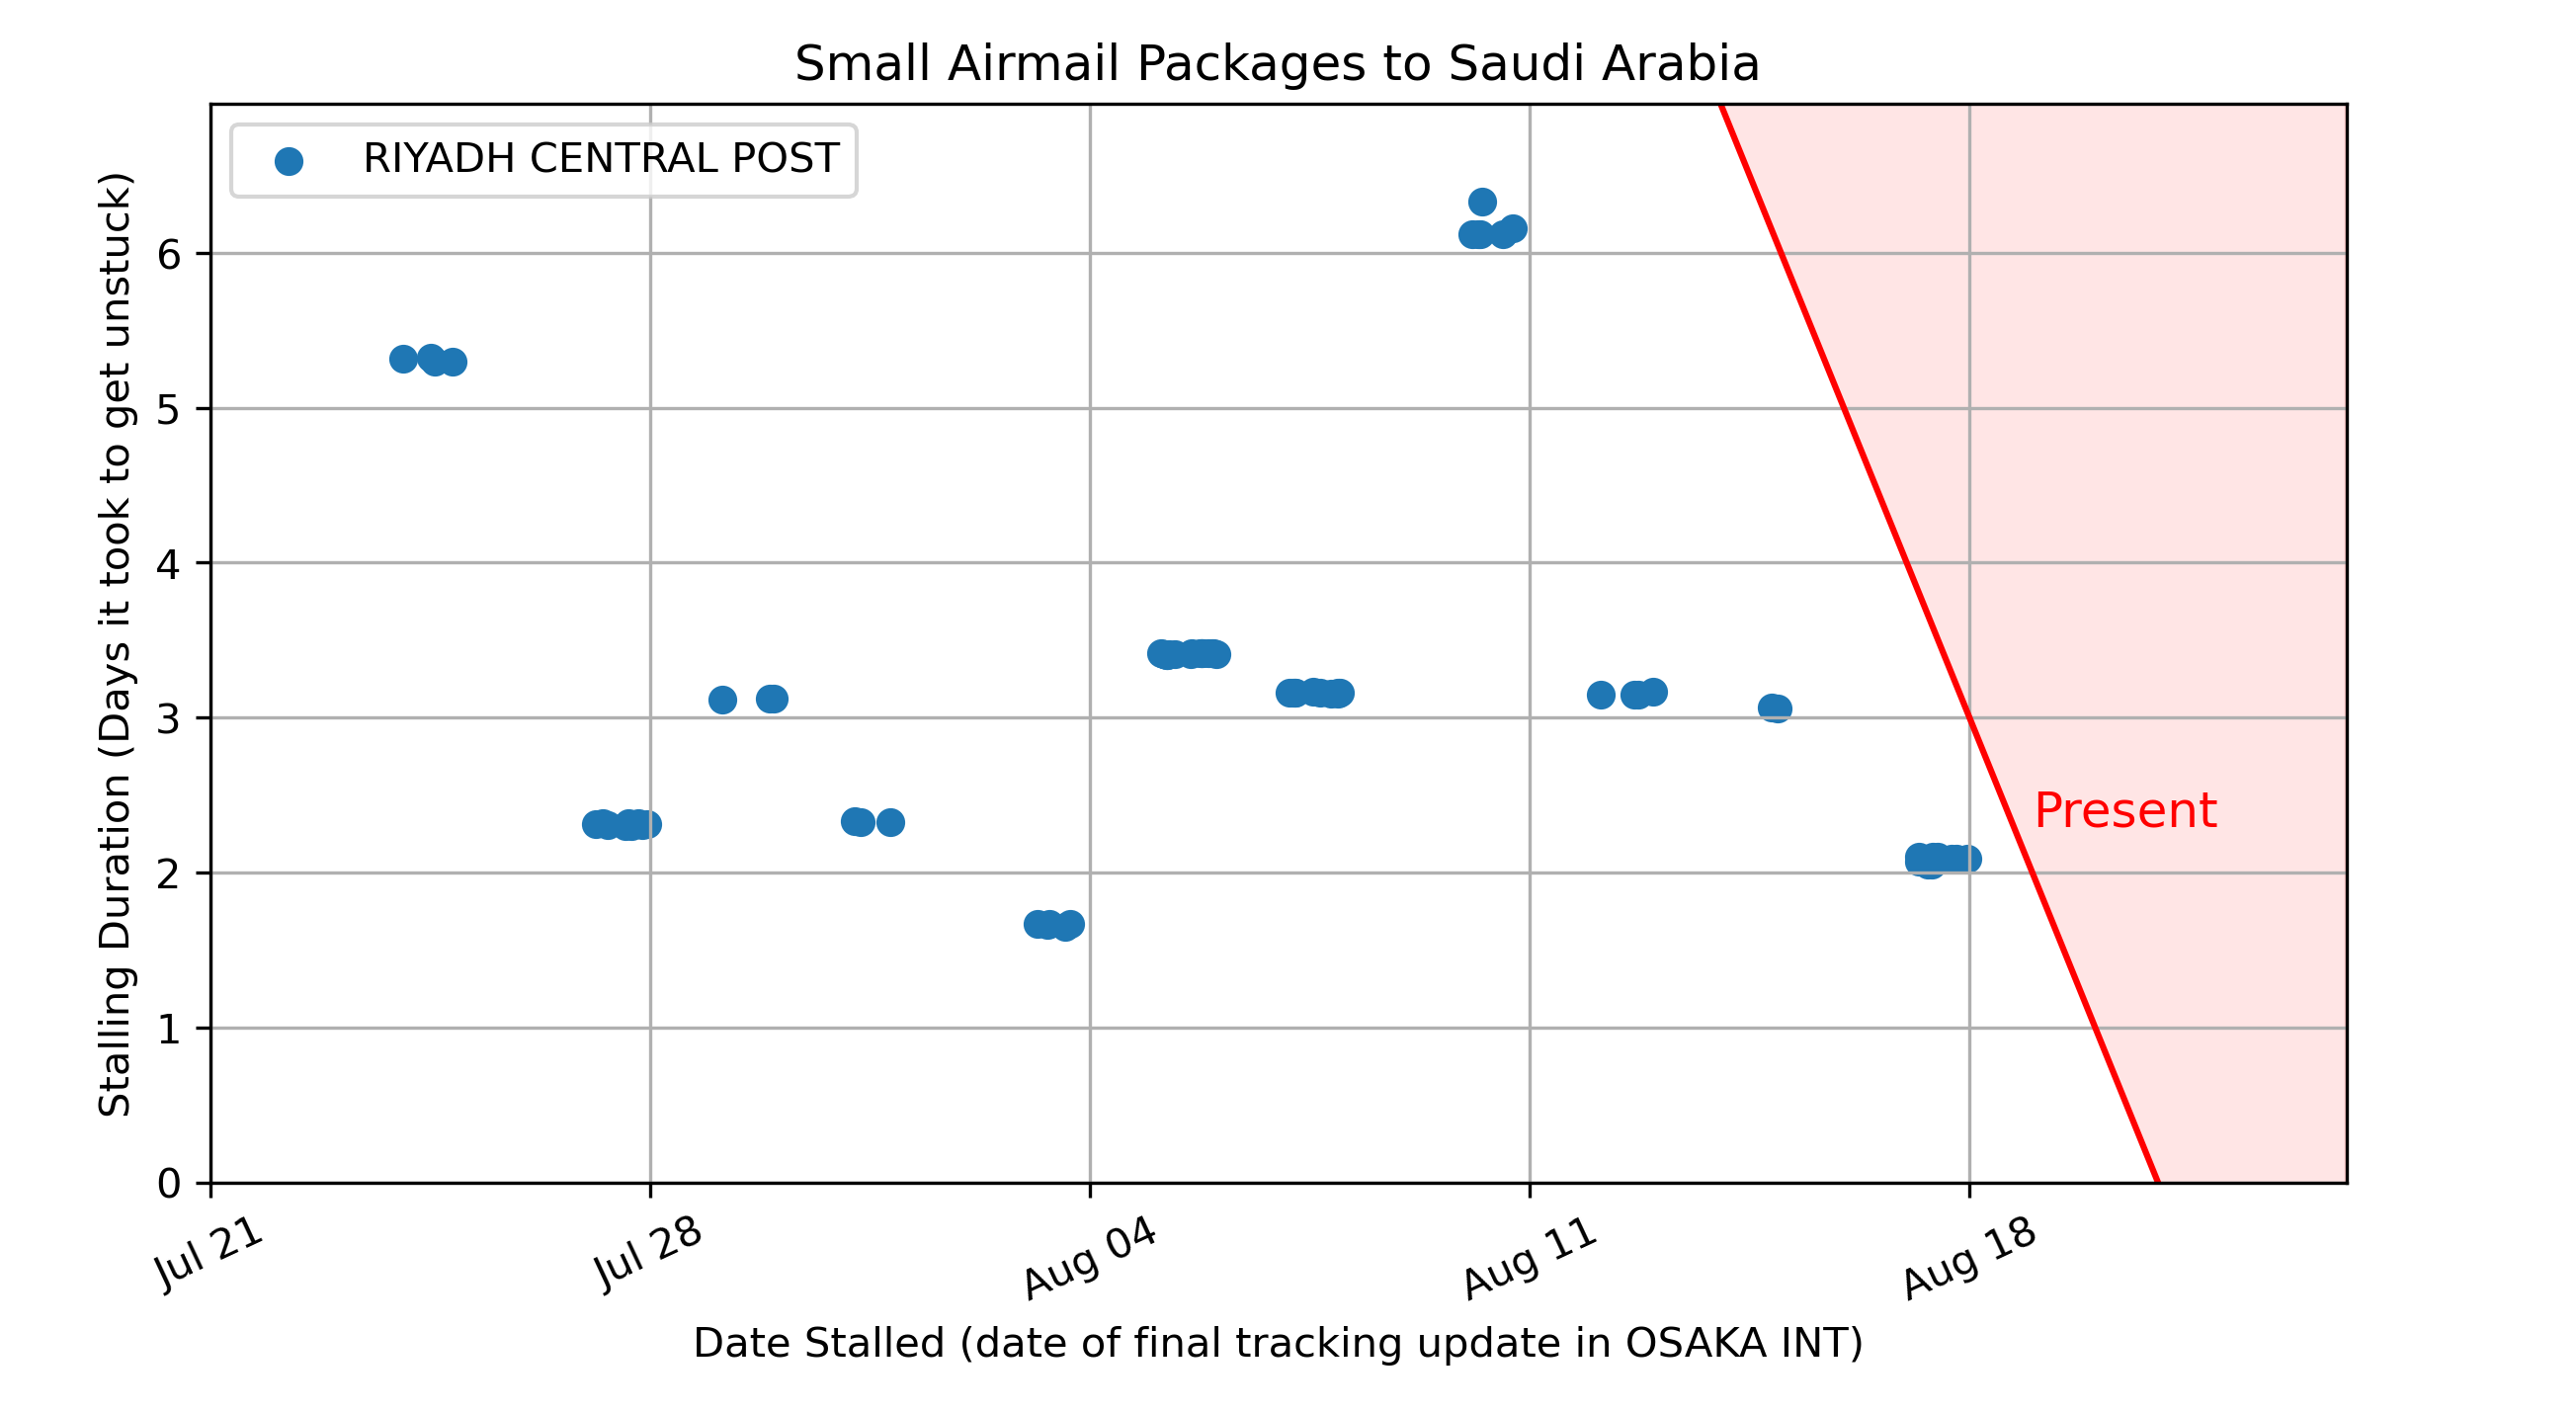 Small Airmail Packages to Saudi Arabia
RIYADH CENTRAL POST
Stalling Duration (Days it took to get unstuck)
6
5
4
3
2
1
0
Present
Jul 21
Jul 28
Aug 04
Aug 11
Aug 18
Date Stalled (date of final tracking update in OSAKA INT)